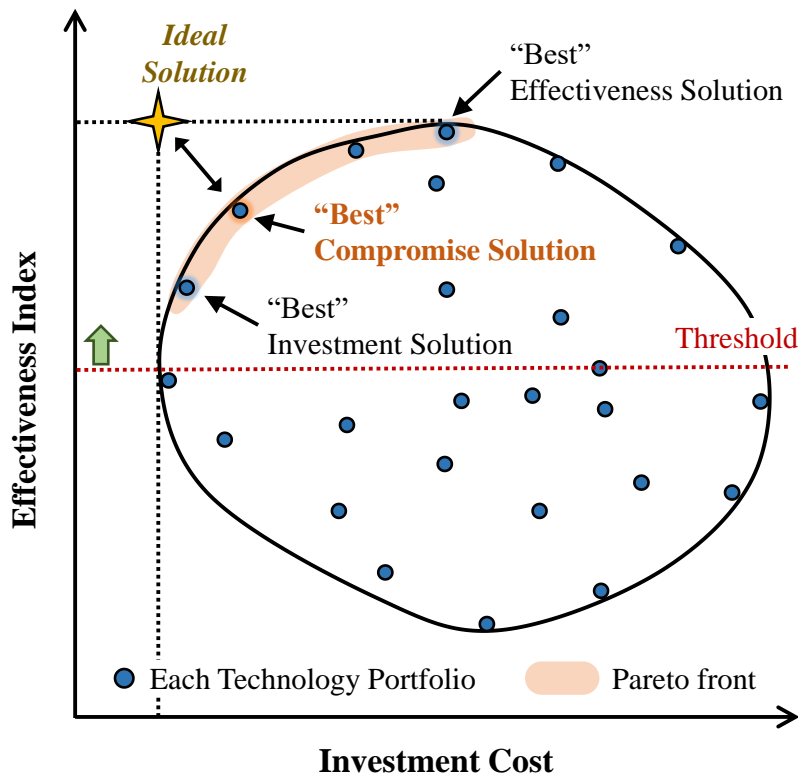 Ideal
Solution
“Best”
Effectiveness Solution
“Best”
Compromise Solution
“Best”
Investment Solution
Threshold
Effectiveness Index
Each Technology Portfolio
Pareto front
Investment Cost